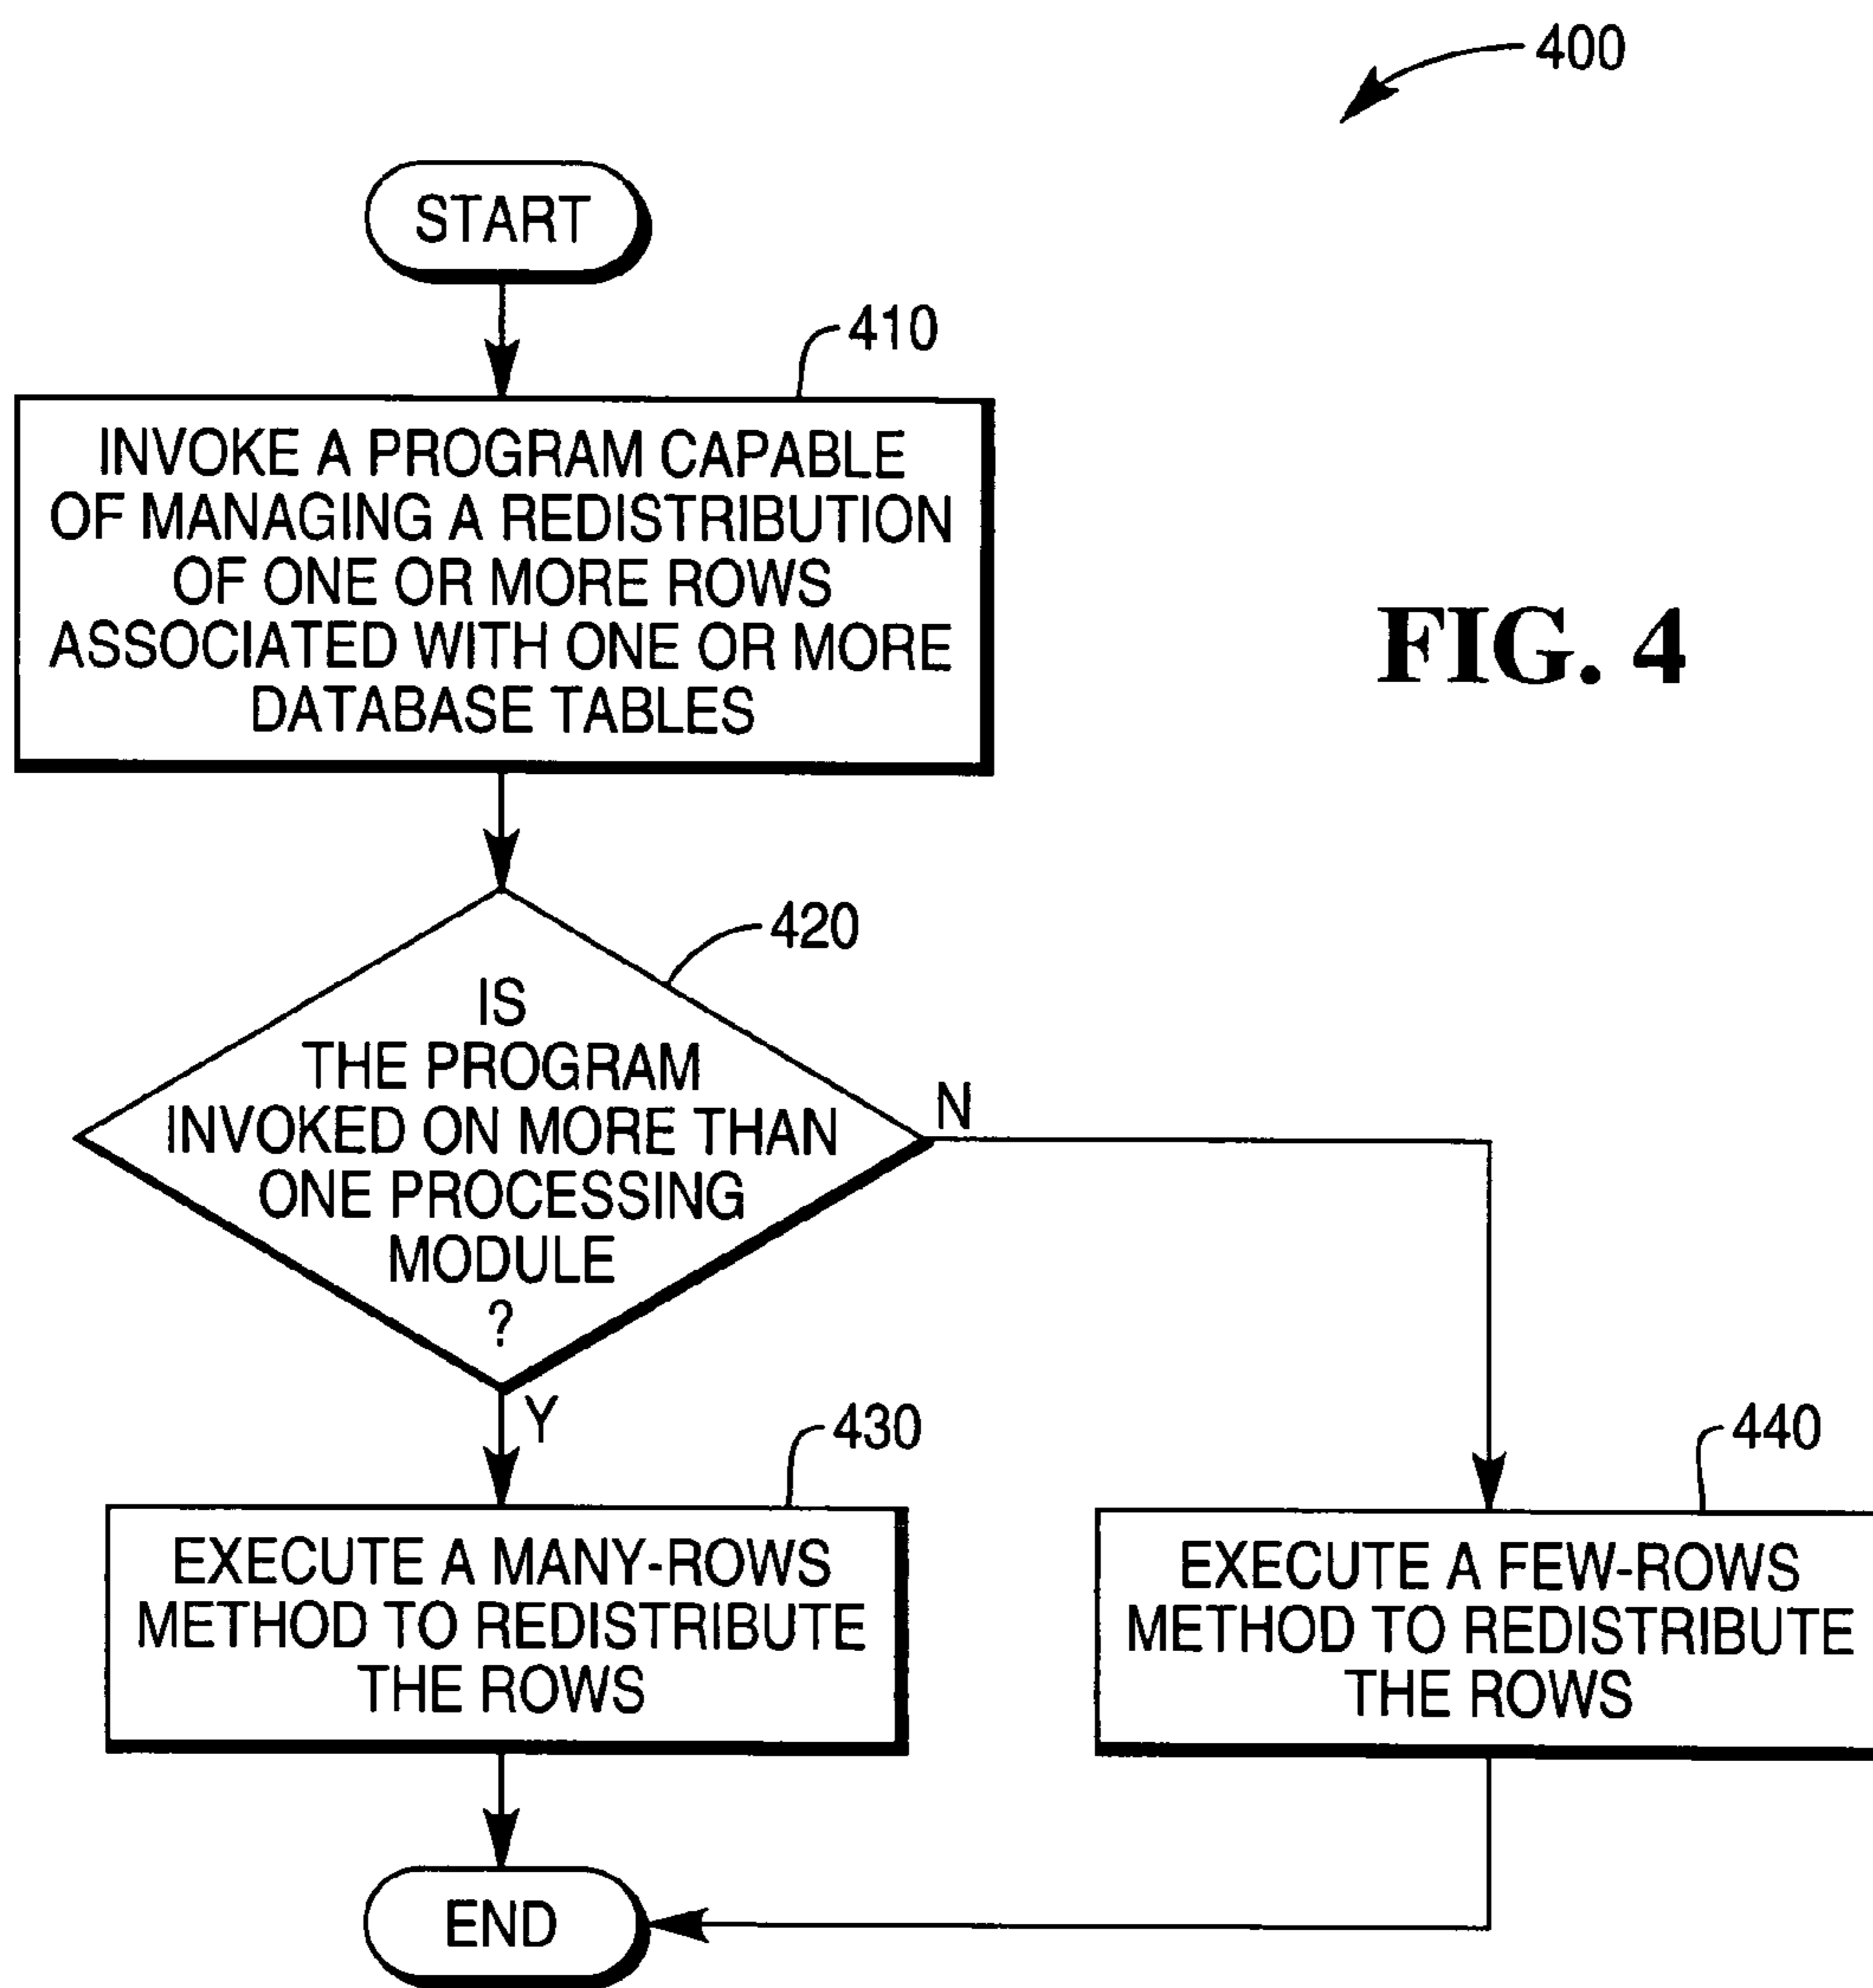 400
START
410
INVOKE A PROGRAM CAPABLE
OF MANAGING A REDISTRIBUTION
OF ONE OR MORE ROWS
ASSOCIATED WITH ONE OR MORE
DATABASE TABLES
FIG. 4
420
IS
THE PROGRAM
INVOKED ON MORE THAN
ONE PROCESSING
MODULE
?
N
Y
430
EXECUTE A MANY-ROWS
METHOD TO REDISTRIBUTE
THE ROWS
440
EXECUTE A FEW-ROWS
METHOD TO REDISTRIBUTE
THE ROWS
END